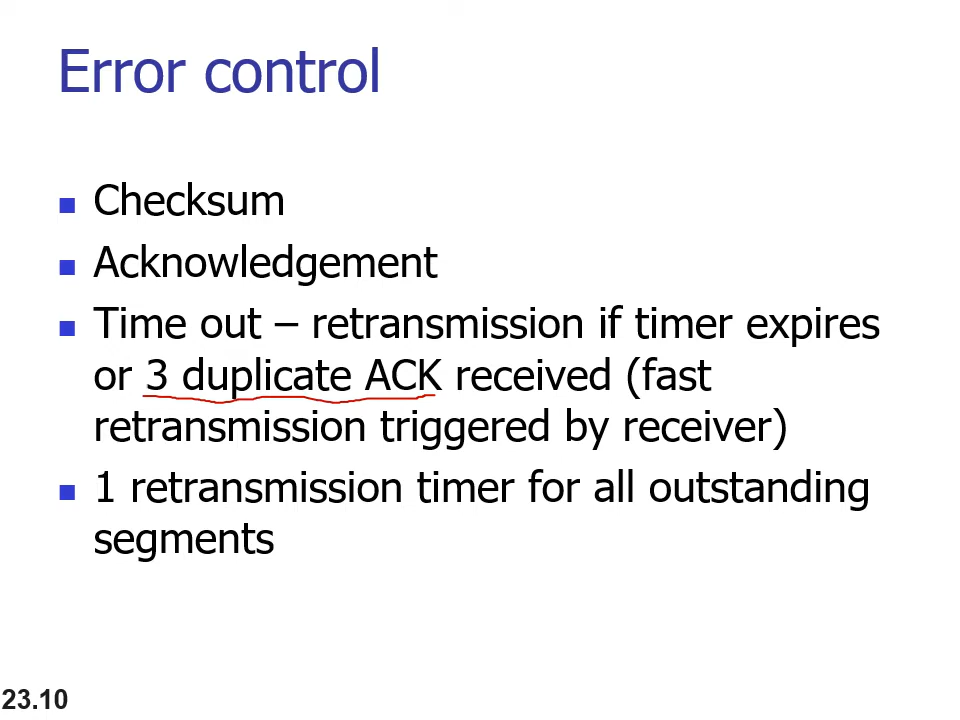 Error control
Checksum
Acknowledgement
Time out – retransmission if timer expires
or 3 duplicate ACK received (fast
retransmission triggered by receiver)
1 retransmission timer for all outstanding
segments
23.10